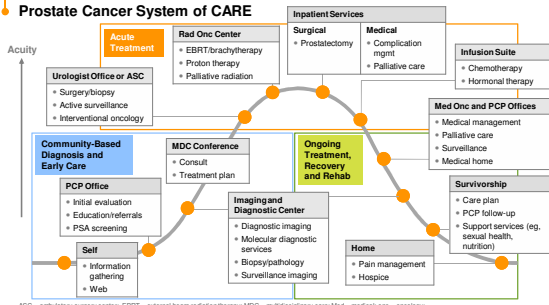 Prostate Cancer System of CARE
Acuity
Acute
Treatment
Rad Onc Center
• EBRT/brachytherapy
• Proton therapy
• Palliative radiation
Inpatient Services
Surgical
• Prostatectomy
Medical
• Complication
mgmt
• Palliative care
Infusion Suite
• Chemotherapy
• Hormonal therapy
Urologist Office or ASC
• Surgery/biopsy
• Active surveillance
• Interventional oncology
Med Onc and PCP Offices
• Medical management
• Palliative care
• Surveillance
• Medical home
Community-Based
Diagnosis and
Early Care
MDC Conference
• Consult
• Treatment plan
Ongoing
Treatment,
Recovery
and Rehab
PCP Office
• Initial evaluation
• Education/referrals
• PSA screening
Imaging and
Diagnostic Center
• Diagnostic imaging
• Molecular diagnostic
services
• Biopsy/pathology
• Surveillance imaging
Survivorship
• Care plan
• PCP follow-up
• Support services (eg,
sexual health,
nutrition)
Self
• Information
gathering
• Web
Home
• Pain management
• Hospice